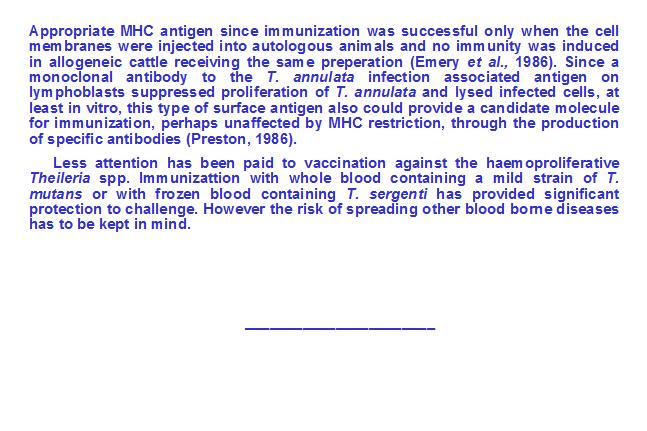 Appropriate MHC antigen since immunization was successful only when the cell
membranes were injected into autologous animals and no immunity was induced
in allogeneic cattle receiving the same preperation (Emery et al., 1986). Since a
monoclonal antibody to the T. annulata infection associated antigen on
lymphoblasts suppressed proliferation of T. annulata and lysed infected cells, at
least in vitro, this type of surface antigen also could provide a candidate molecule
for immunization, perhaps unaffected by MHC restriction, through the production
of specific antibodies (Preston, 1986).
Less attention has been paid to vaccination against the haemoproliferative
Theileria spp. Immunizattion with whole blood containing a mild strain of T.
mutans or with frozen blood containing T. sergenti has provided significant
protection to challenge. However the risk of spreading other blood borne diseases
has to be kept in mind.